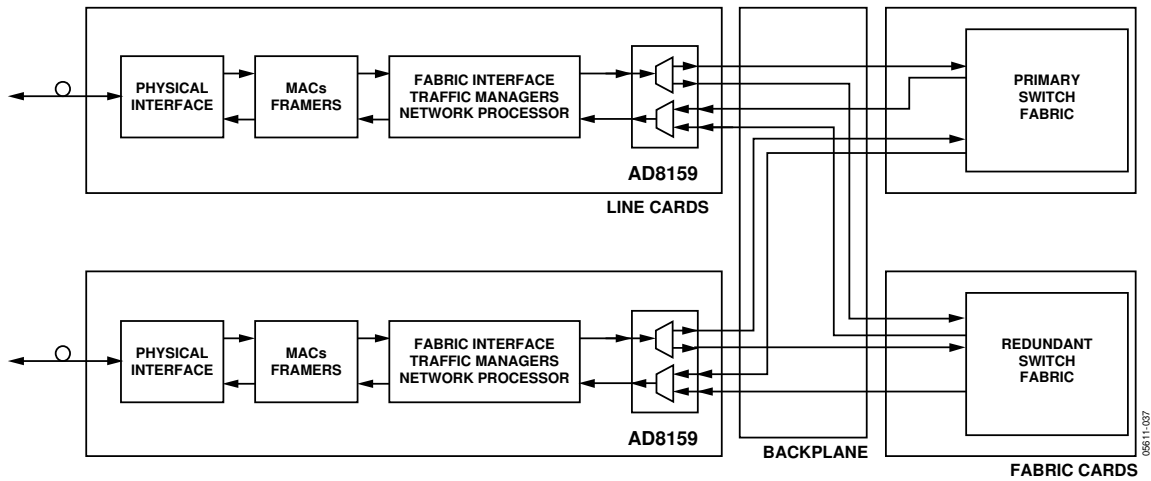 PHYSICAL
INTERFACE
MACs
FRAMERS
FABRIC INTERFACE
TRAFFIC MANAGERS
NETWORK PROCESSOR
AD8159
LINE CARDS
PRIMARY
SWITCH
FABRIC
PHYSICAL
INTERFACE
MACs
FRAMERS
FABRIC INTERFACE
TRAFFIC MANAGERS
NETWORK PROCESSOR
AD8159
BACKPLANE
REDUNDANT
SWITCH
FABRIC
FABRIC CARDS
05611-037